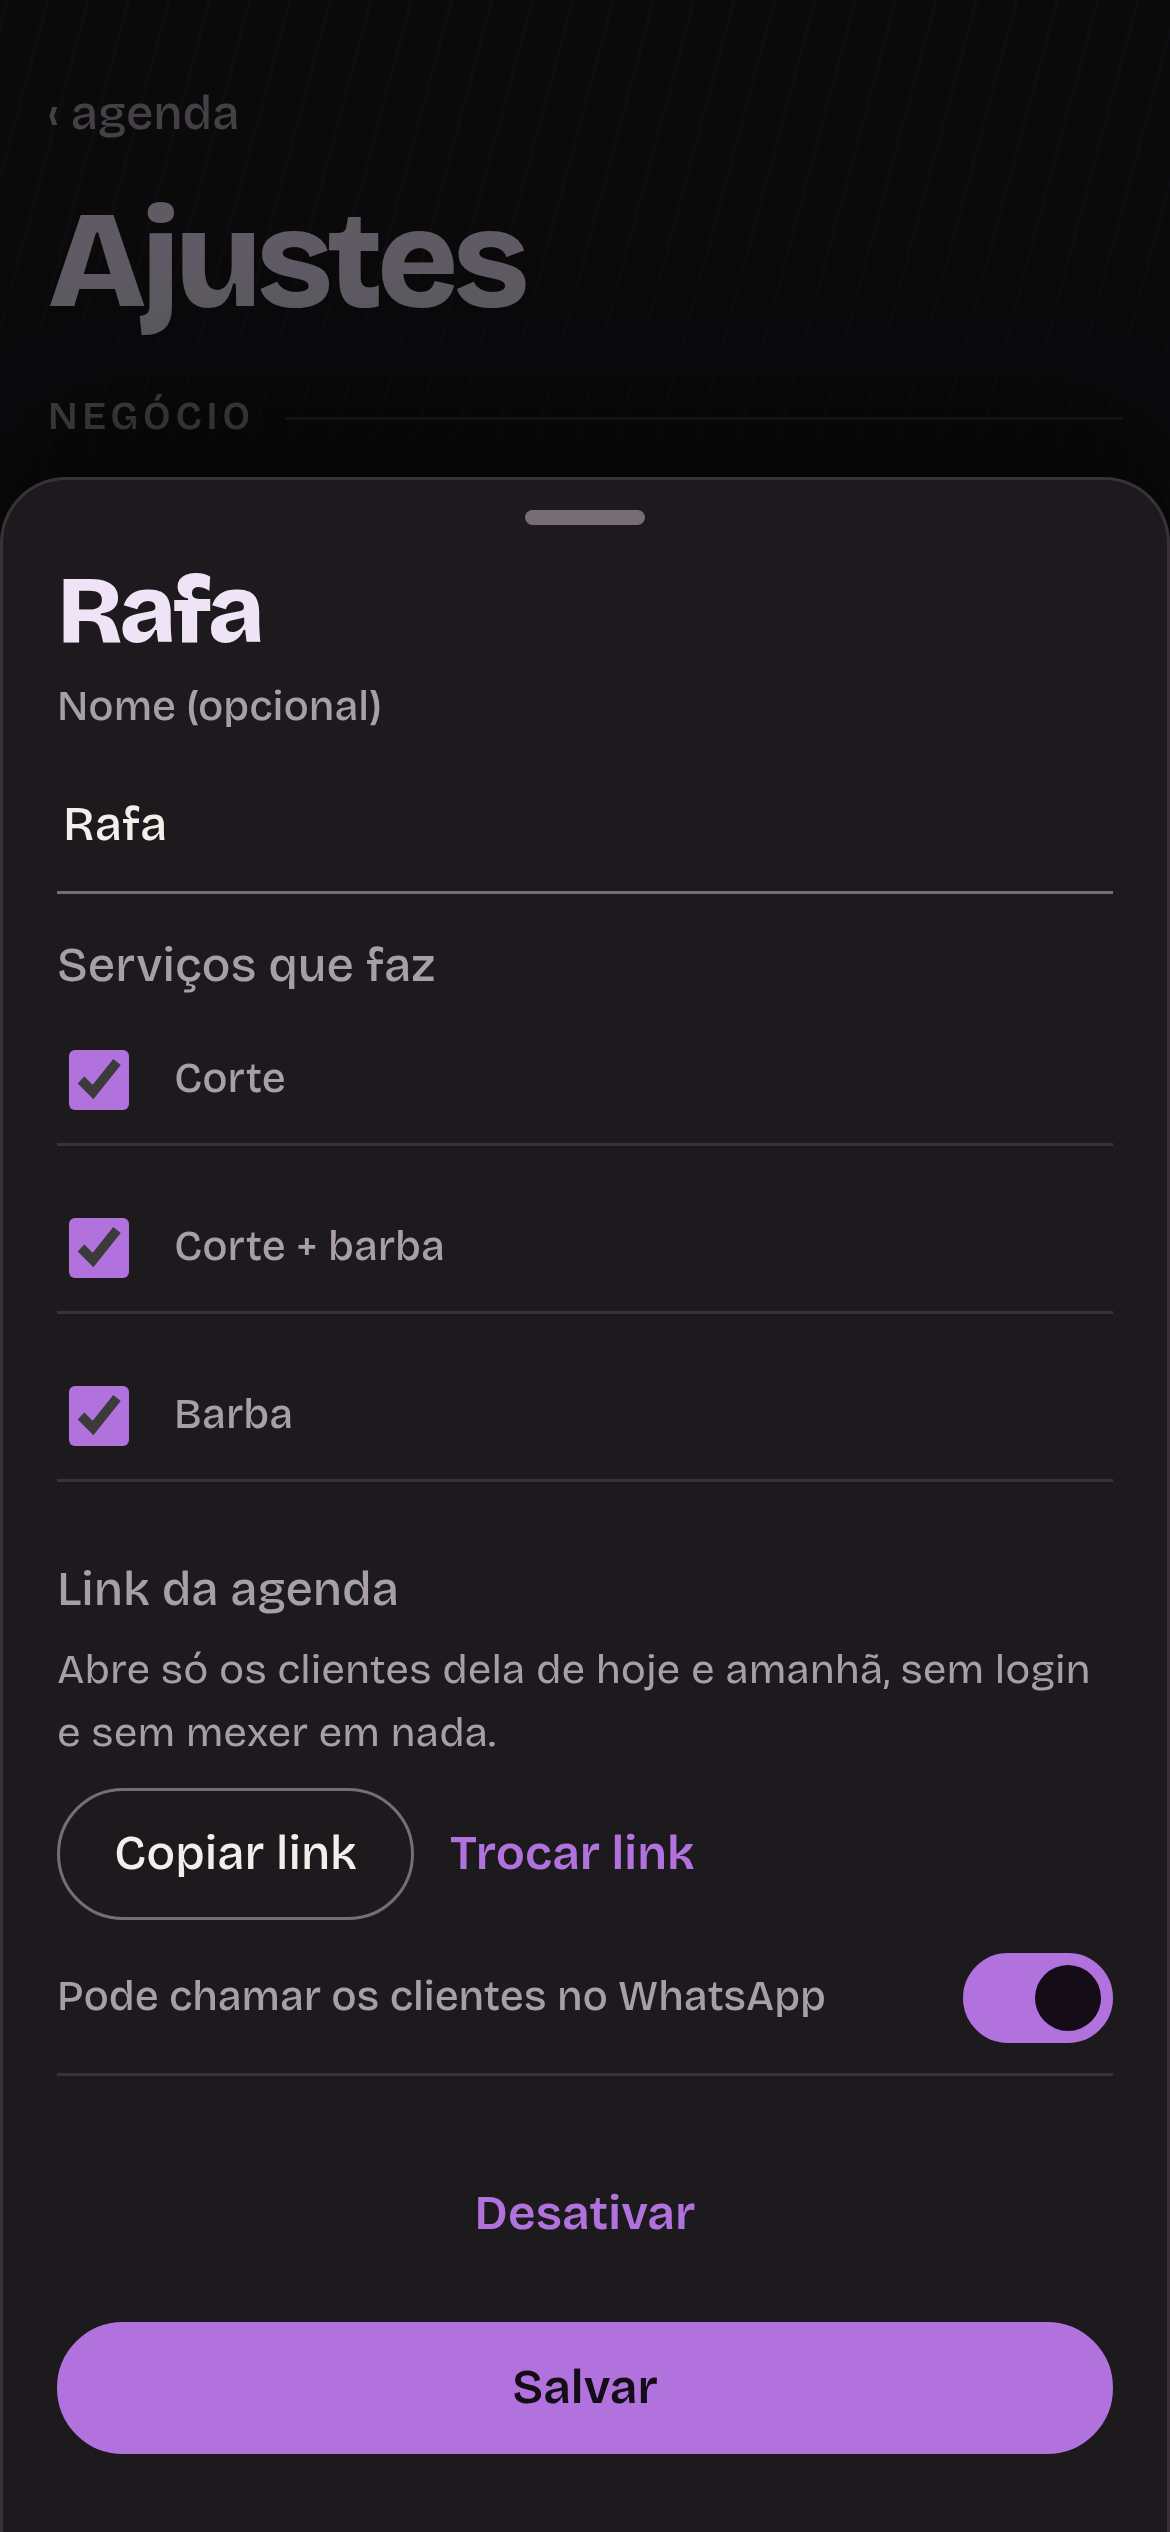 ‹ agenda
Ajustes
NEGÓCIO
Rafa
Nome (opcional)
Rafa
Serviços que faz
Corte
Corte + barba
Barba
Link da agenda
Abre só os clientes dela de hoje e amanhã, sem login
e sem mexer em nada.
Copiar link Trocar link
Pode chamar os clientes no WhatsApp
Desativar
Salvar